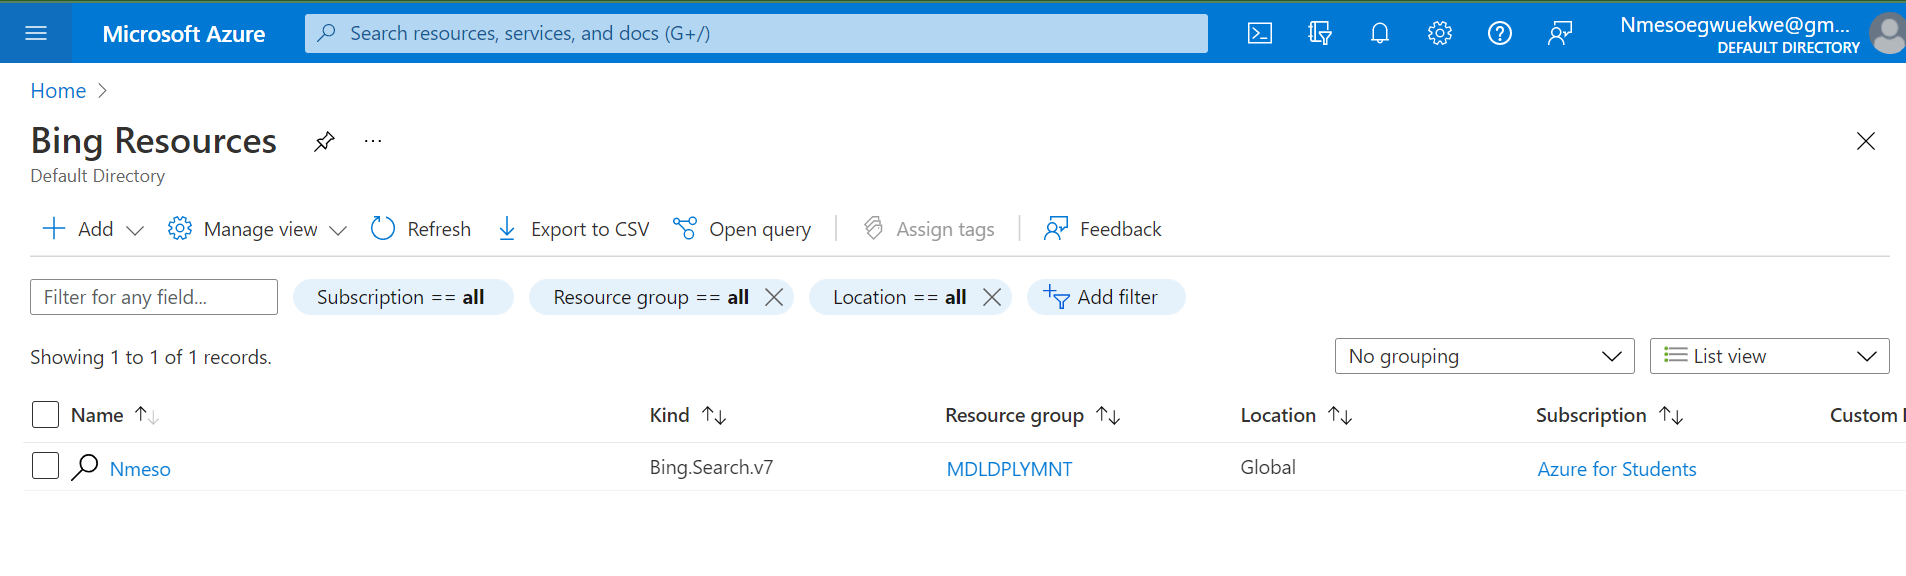 Microsoft Azure
Search resources, services, and docs (G+/)
Nmesoegwuekwe@gm...
DEFAULT DIRECTORY
Home
Bing Resources
Default Directory
Add
Manage view
Refresh
Export to CSV
Open query
Assign tags
Feedback
Filter for any field...
Subscription == all
Resource group == all
Location == all
Add filter
Showing 1 to 1 of 1 records.
No grouping
List view
Name
Kind
Resource group
Location
Subscription
Custom
Nmeso
Bing.Search.v7
MDLDPLYMNT
Global
Azure for Students